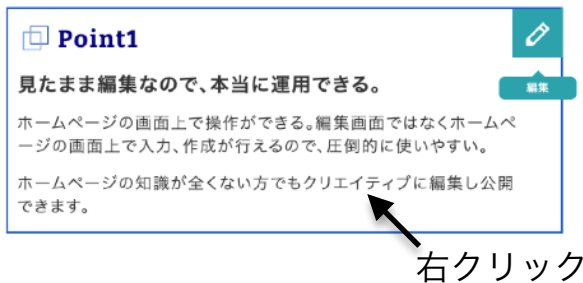 Point1
編集
見たまま編集なので、本当に運用できる。
ホームページの画面上で操作ができる。編集画面ではなくホームペ
ージの画面上で入力、作成が行えるので、圧倒的に使いやすい。
ホームページの知識が全くない方でもクリエイティブに編集し公開
できます。
右クリック